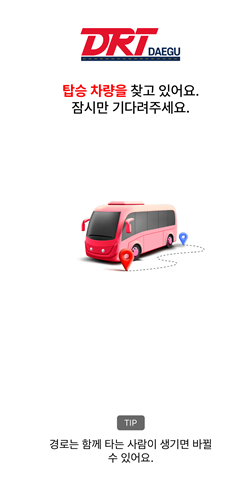 DRT DAEGU
탑승 차량을 찾고 있어요.
잠시만 기다려주세요.
TIP
경로는 함께 타는 사람이 생기면 바뀔
수 있어요.